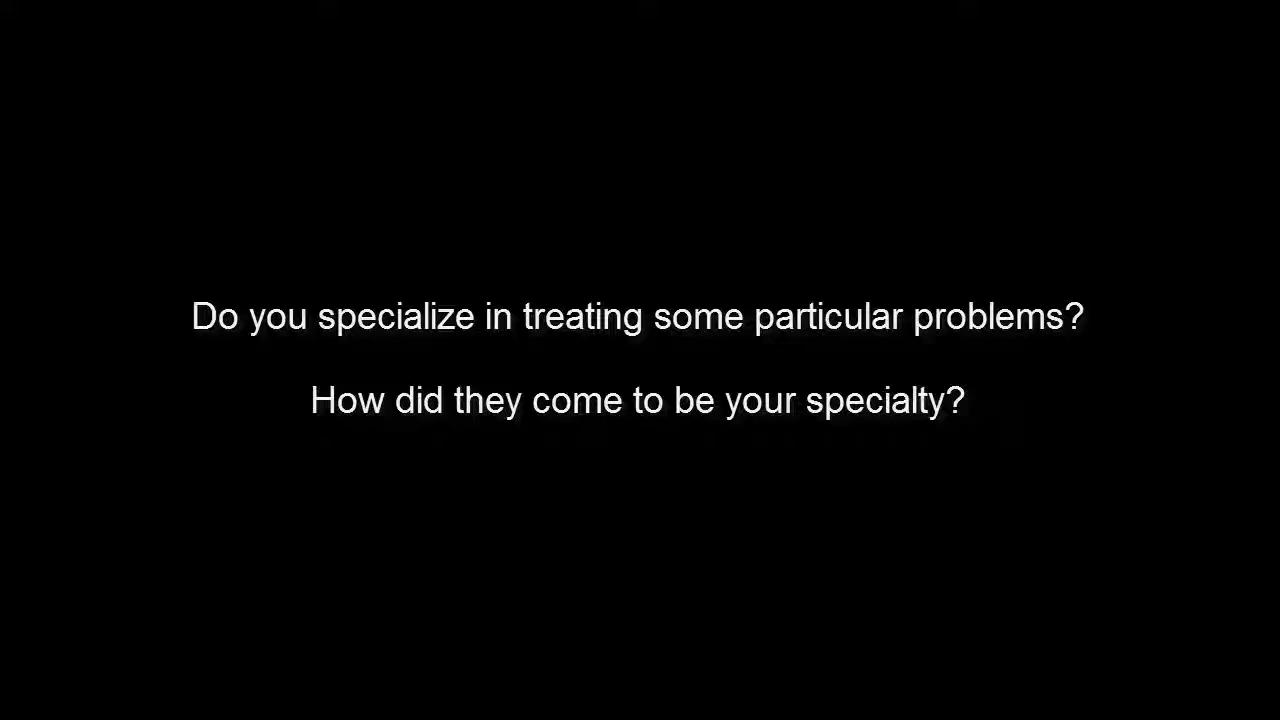 Do you specialize in treating some particular problems?
How did they come to be your specialty?